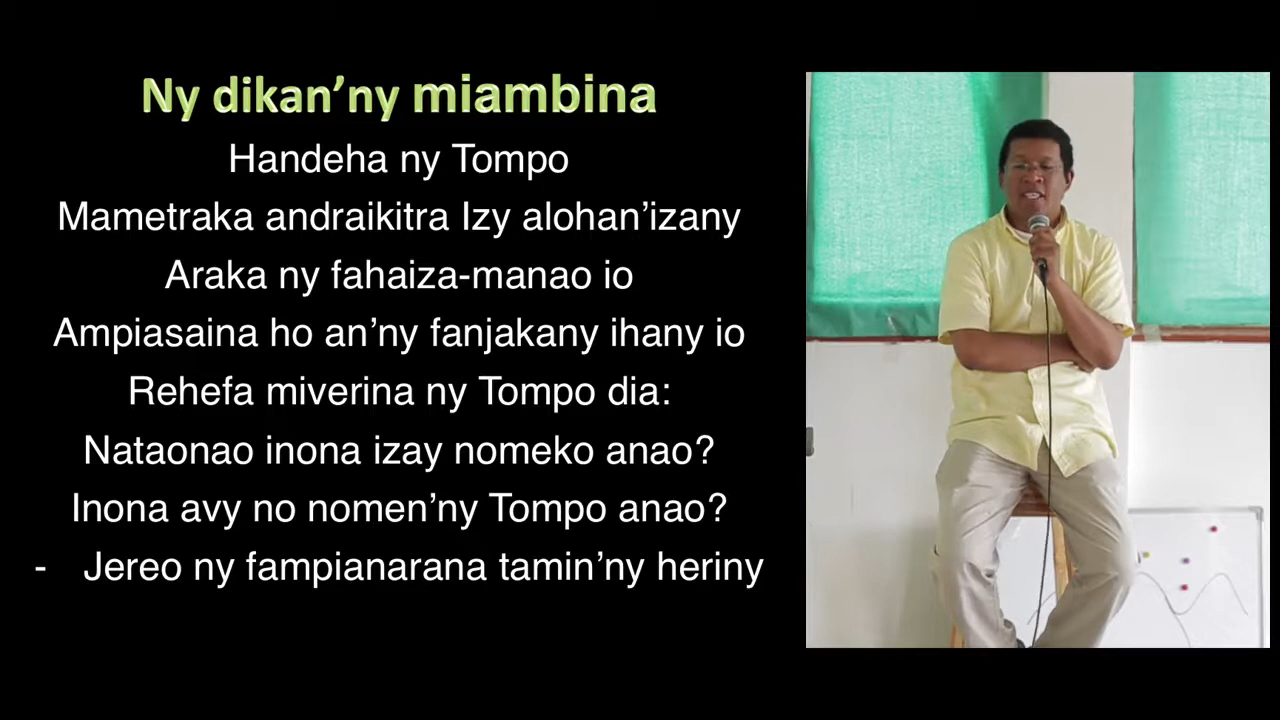 Ny dikan’ny miambina
Handeha ny Tompo
Mametraka andraikitra Izy alohan’izany
Araka ny fahaiza-manao io
Ampiasaina ho an’ny fanjakany ihany io
Rehefa miverina ny Tompo dia:
Nataonao inona izay nomeko anao?
Inona avy no nomen’ny Tompo anao?
- Jereo ny fampianarana tamin’ny heriny